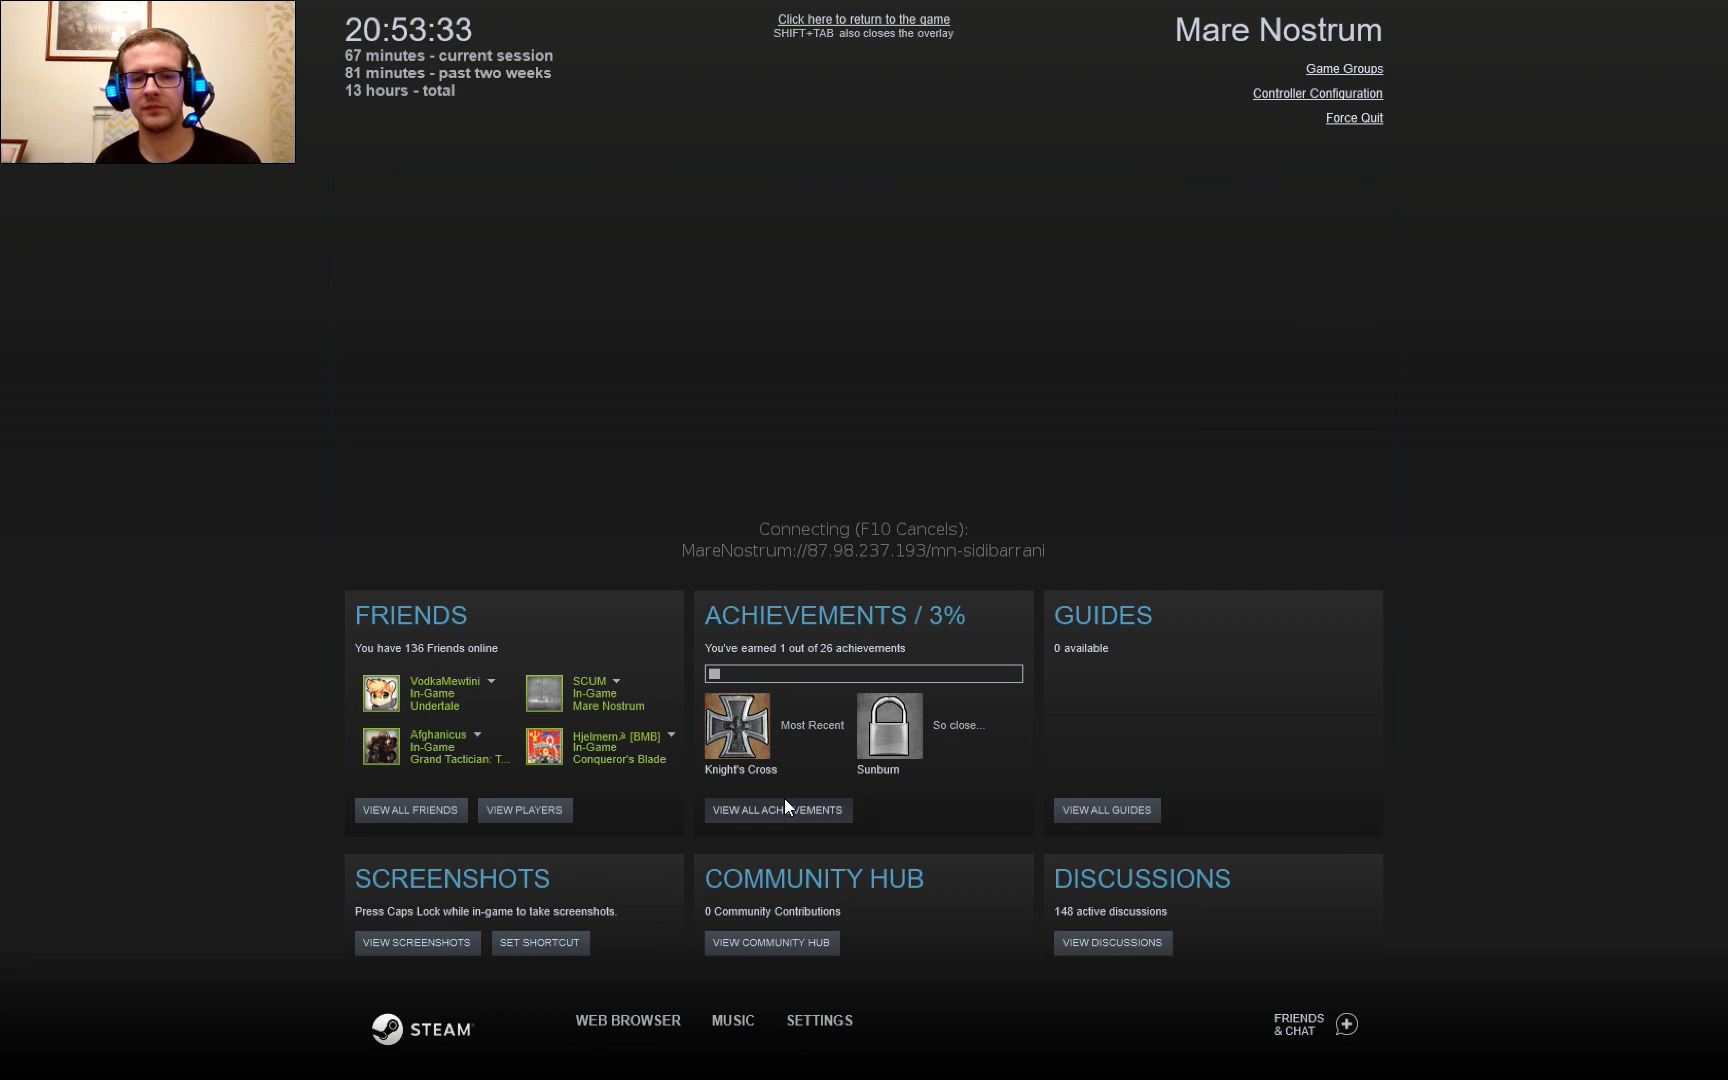 20:53:33
67 minutes - current session
81 minutes - past two weeks
13 hours - total
Click here to return to the game
SHIFT+TAB also closes the overlay
Mare Nostrum
Game Groups
Controller Configuration
Force Quit
Connecting (F10 Cancels):
MareNostrum://87.98.237.193/mn-sidibarrani
FRIENDS
You have 136 Friends online
VodkaMewtini
In-Game
Undertale
SCUM
In-Game
Mare Nostrum
Afghanicus
In-Game
Grand Tactician: T...
Hjelmern☭ [BMB]
In-Game
Conqueror's Blade
VIEW ALL FRIENDS
VIEW PLAYERS
ACHIEVEMENTS / 3%
You've earned 1 out of 26 achievements
Most Recent
Knight's Cross
So close...
Sunburn
VIEW ALL ACHIEVEMENTS
GUIDES
0 available
VIEW ALL GUIDES
SCREENSHOTS
Press Caps Lock while in-game to take screenshots.
VIEW SCREENSHOTS
SET SHORTCUT
COMMUNITY HUB
0 Community Contributions
VIEW COMMUNITY HUB
DISCUSSIONS
148 active discussions
VIEW DISCUSSIONS
STEAM
WEB BROWSER
MUSIC
SETTINGS
FRIENDS
& CHAT